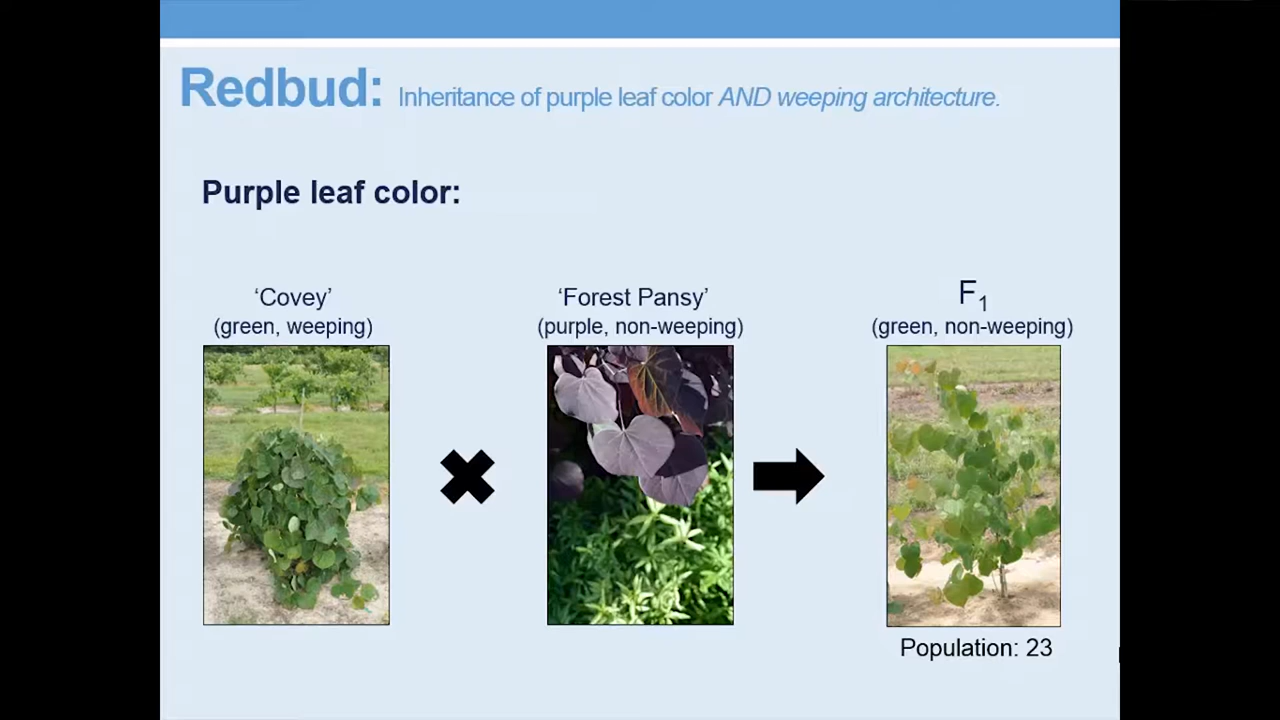 Redbud: Inheritance of purple leaf color AND weeping architecture.
Purple leaf color:
‘Covey’
(green, weeping)
‘Forest Pansy’
(purple, non-weeping)
F1
(green, non-weeping)
Population: 23